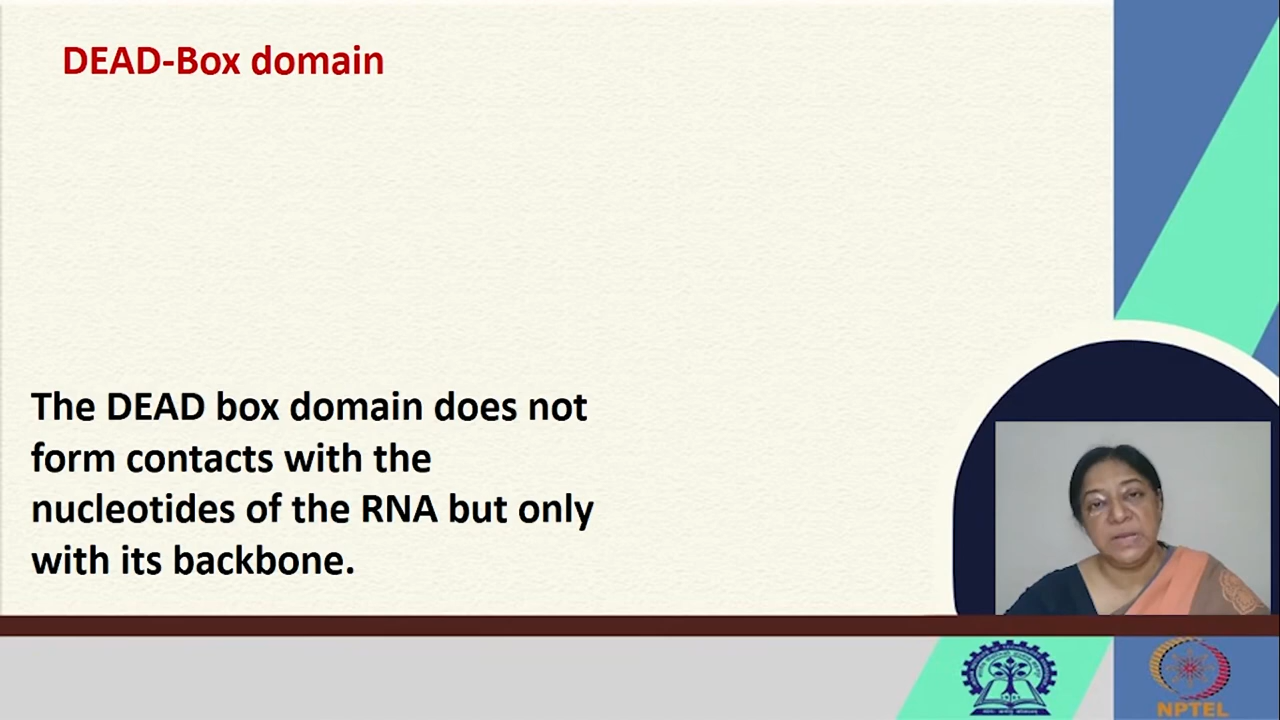 DEAD-Box domain
The DEAD box domain does not
form contacts with the
nucleotides of the RNA but only
with its backbone.
NPTEL